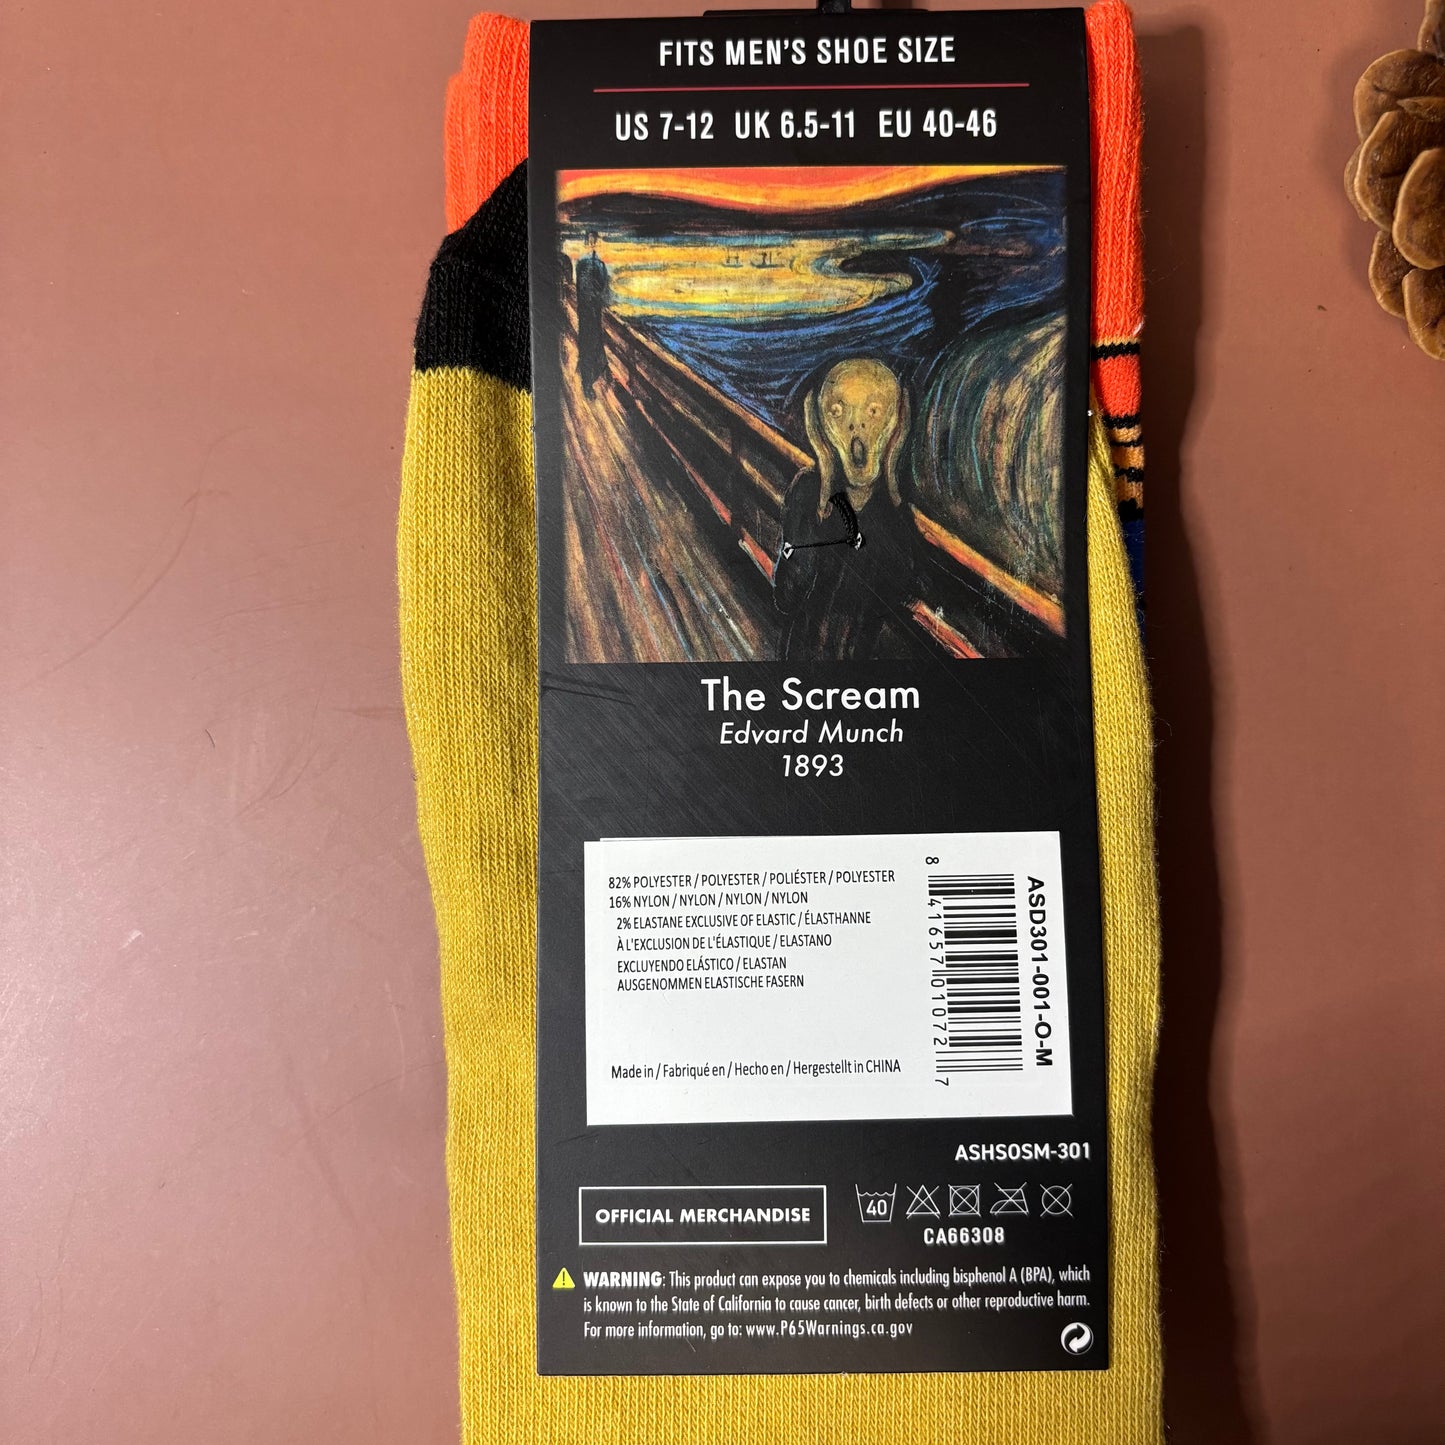 FITS MEN'S SHOE SIZE
US 7-12 UK 6.5-11 EU 40-46
The Scream
Edvard Munch
1893
82% POLYESTER / POLYESTER / POLIÉSTER / POLYESTER
16% NYLON / NYLON / NYLON / NYLON
2% ELASTANE EXCLUSIVE OF ELASTIC / ÉLASTHANNE
À L'EXCLUSION DE L'ÉLASTIQUE / ELASTANO
EXCLUYENDO ELÁSTICO / ELASTAN
AUSGENOMMEN ELASTISCHE FASERN
Made in / Fabriqué en / Hecho en / Hergestellt in CHINA
8 41657 01072 7
ASD301-001-O-M
ASHSOSM-301
OFFICIAL MERCHANDISE
40
CA66308
WARNING: This product can expose you to chemicals including bisphenol A (BPA), which
is known to the State of California to cause cancer, birth defects or other reproductive harm.
For more information, go to: www.P65Warnings.ca.gov